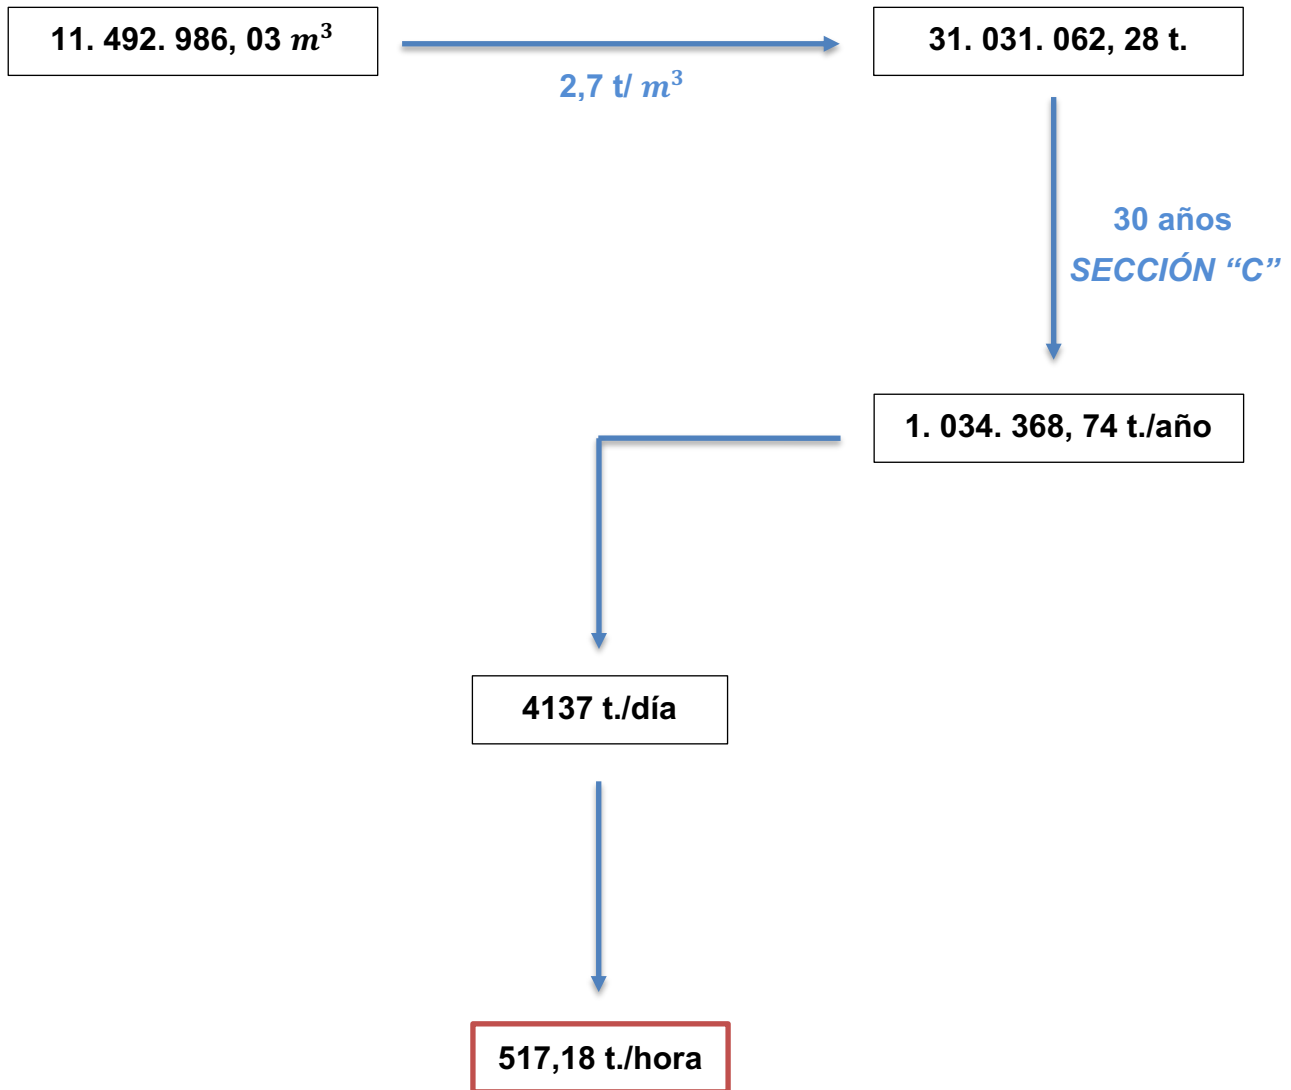 11. 492. 986, 03 m³
31. 031. 062, 28 t.
2,7 t/ m³
30 años
SECCIÓN “C”
1. 034. 368, 74 t./año
4137 t./día
517,18 t./hora